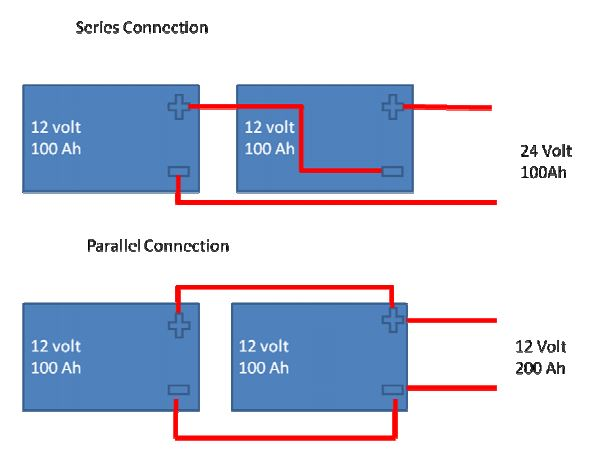 Series Connection
12 volt
100 Ah
12 volt
100 Ah
24 Volt
100Ah
Parallel Connection
12 volt
100 Ah
12 volt
100 Ah
12 Volt
200 Ah